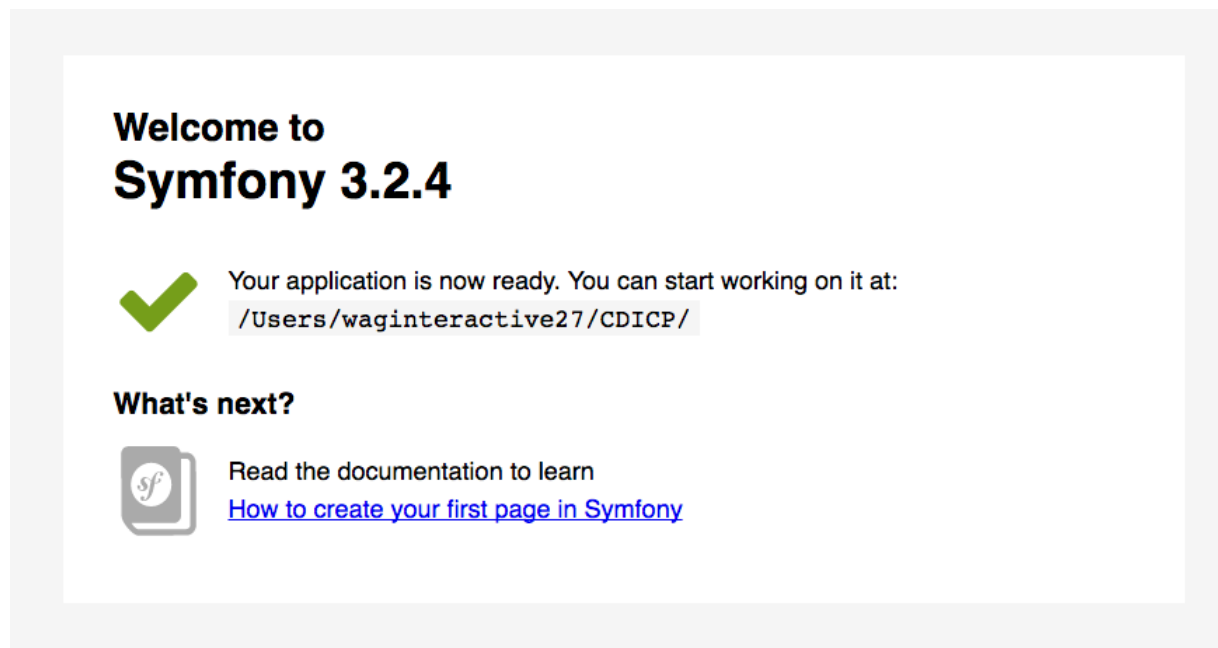 Welcome to
Symfony 3.2.4
Your application is now ready. You can start working on it at:
/Users/waginteractive27/CDICP/
What's next?
sf
Read the documentation to learn
How to create your first page in Symfony